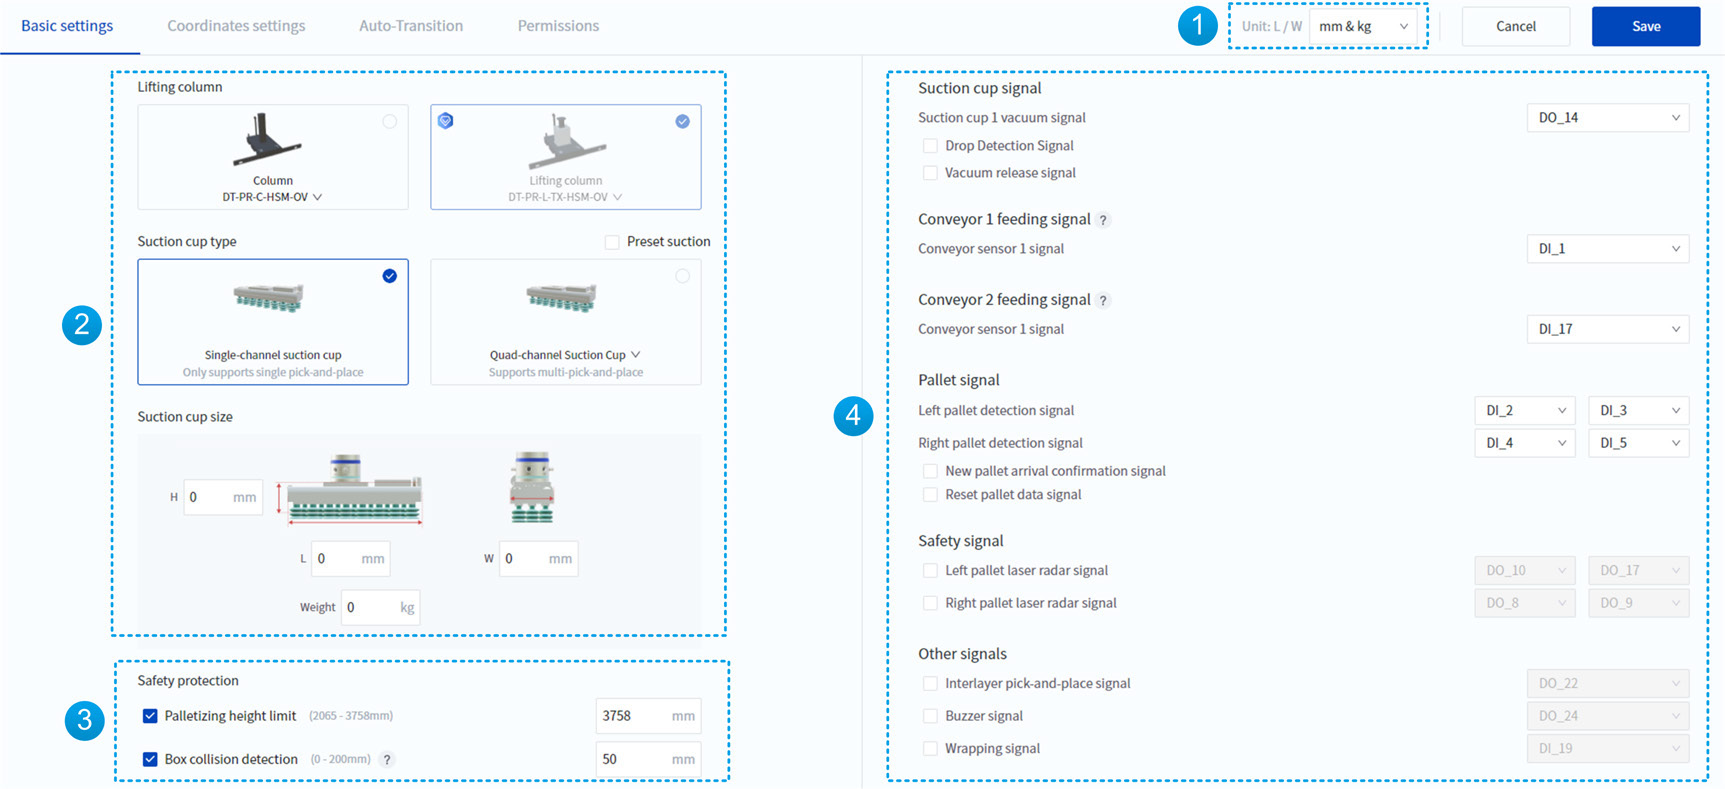 Basic settings
Coordinates settings
Auto-Transition
Permissions
1
Unit: L / W
mm & kg
Cancel
Save
2
Lifting column
Column
DT-PR-C-HSM-OV
Lifting column
DT-PR-L-TX-HSM-OV
Suction cup type
Preset suction
Single-channel suction cup
Only supports single pick-and-place
Quad-channel Suction Cup
Supports multi-pick-and-place
Suction cup size
H 0 mm
L 0 mm
W 0 mm
Weight 0 kg
3
Safety protection
Palletizing height limit (2065 - 3758mm) 3758 mm
Box collision detection (0 - 200mm) ? 50 mm
4
Suction cup signal
Suction cup 1 vacuum signal DO_14
Drop Detection Signal
Vacuum release signal
Conveyor 1 feeding signal ?
Conveyor sensor 1 signal DI_1
Conveyor 2 feeding signal ?
Conveyor sensor 1 signal DI_17
Pallet signal
Left pallet detection signal DI_2 DI_3
Right pallet detection signal DI_4 DI_5
New pallet arrival confirmation signal
Reset pallet data signal
Safety signal
Left pallet laser radar signal DO_10 DO_17
Right pallet laser radar signal DO_8 DO_9
Other signals
Interlayer pick-and-place signal DO_22
Buzzer signal DO_24
Wrapping signal DI_19